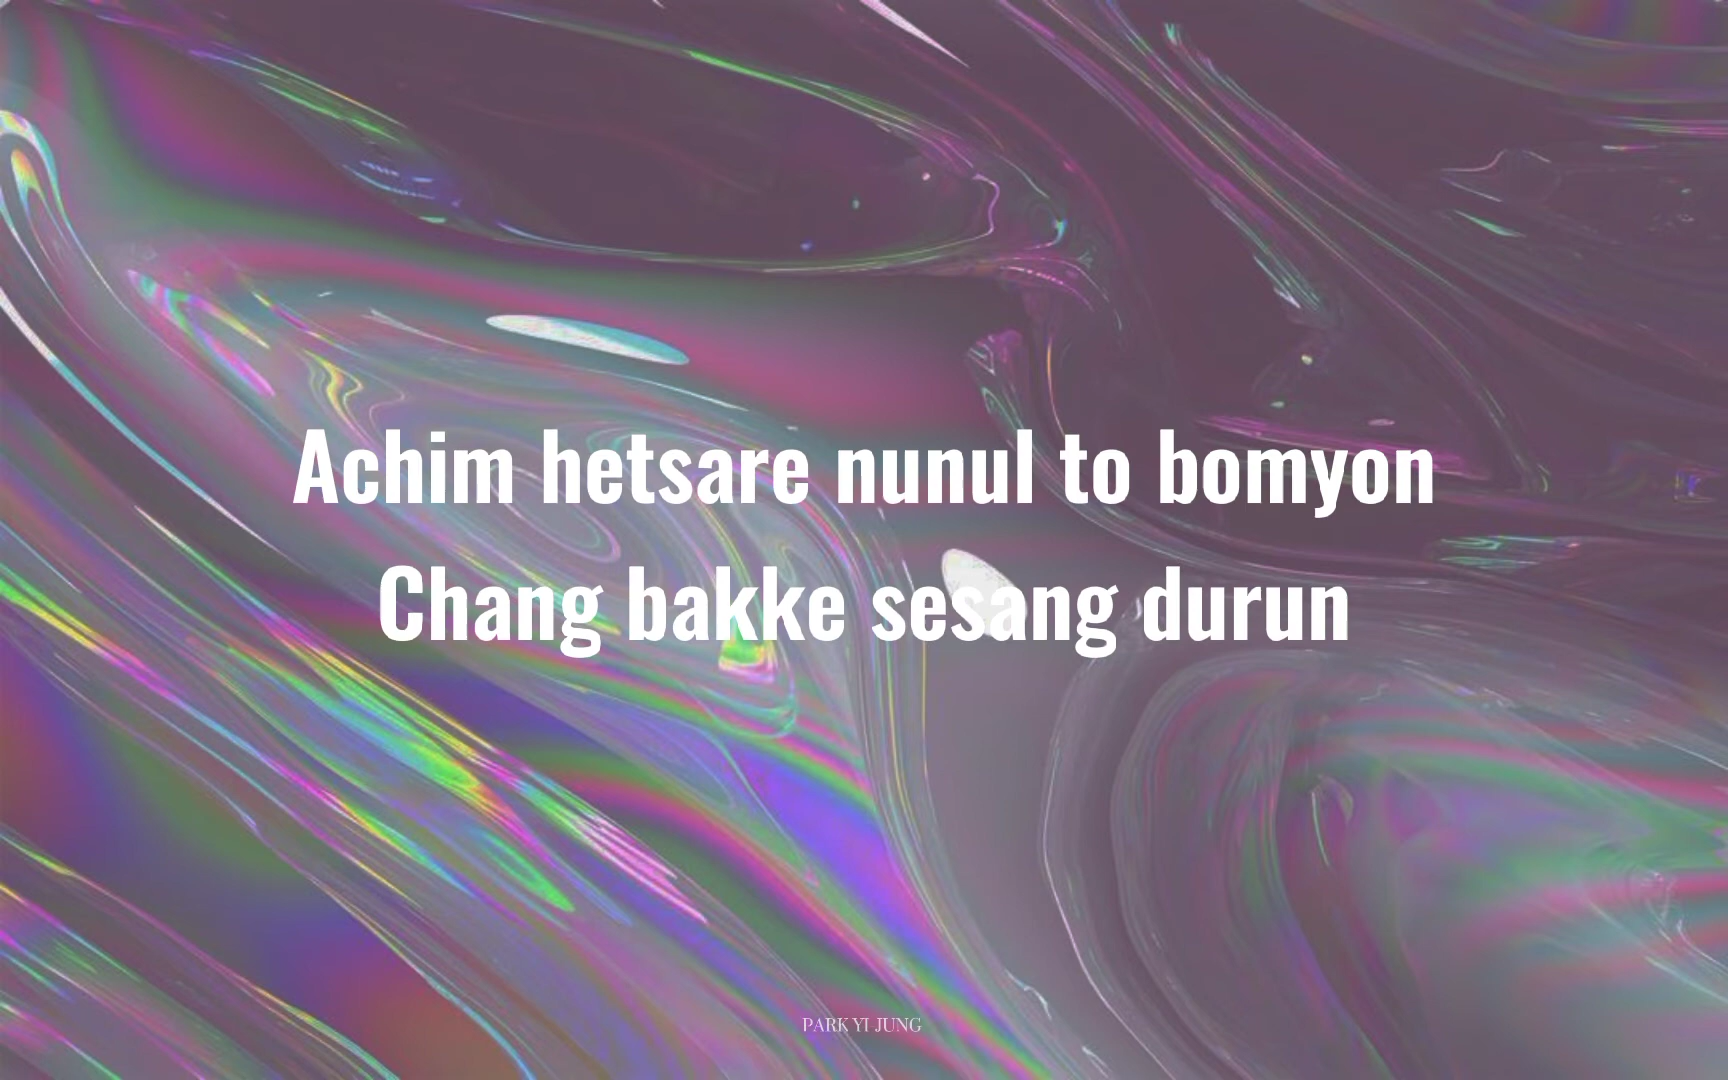 Achim hetsare nunul to bomyon
Chang bakke sesang durun
PARK YI JUNG